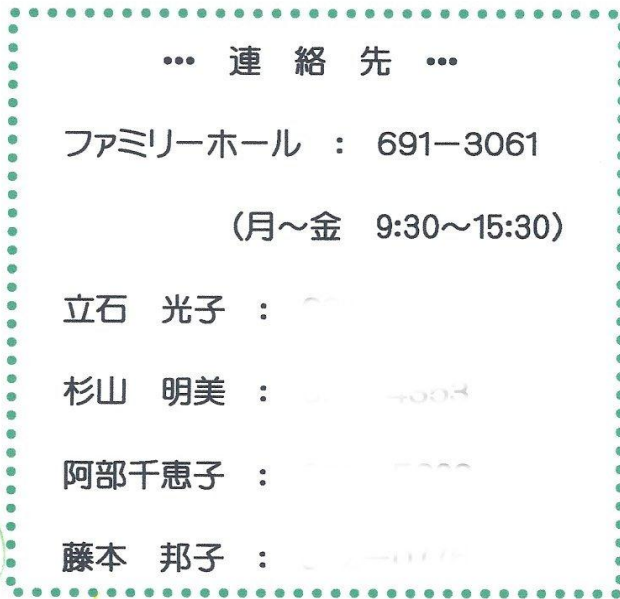 ••• 連 絡 先 •••
ファミリーホール : 691-3061
(月~金 9:30~15:30)
立石 光子 :
杉山 明美 :
阿部千恵子 :
藤本 邦子 :